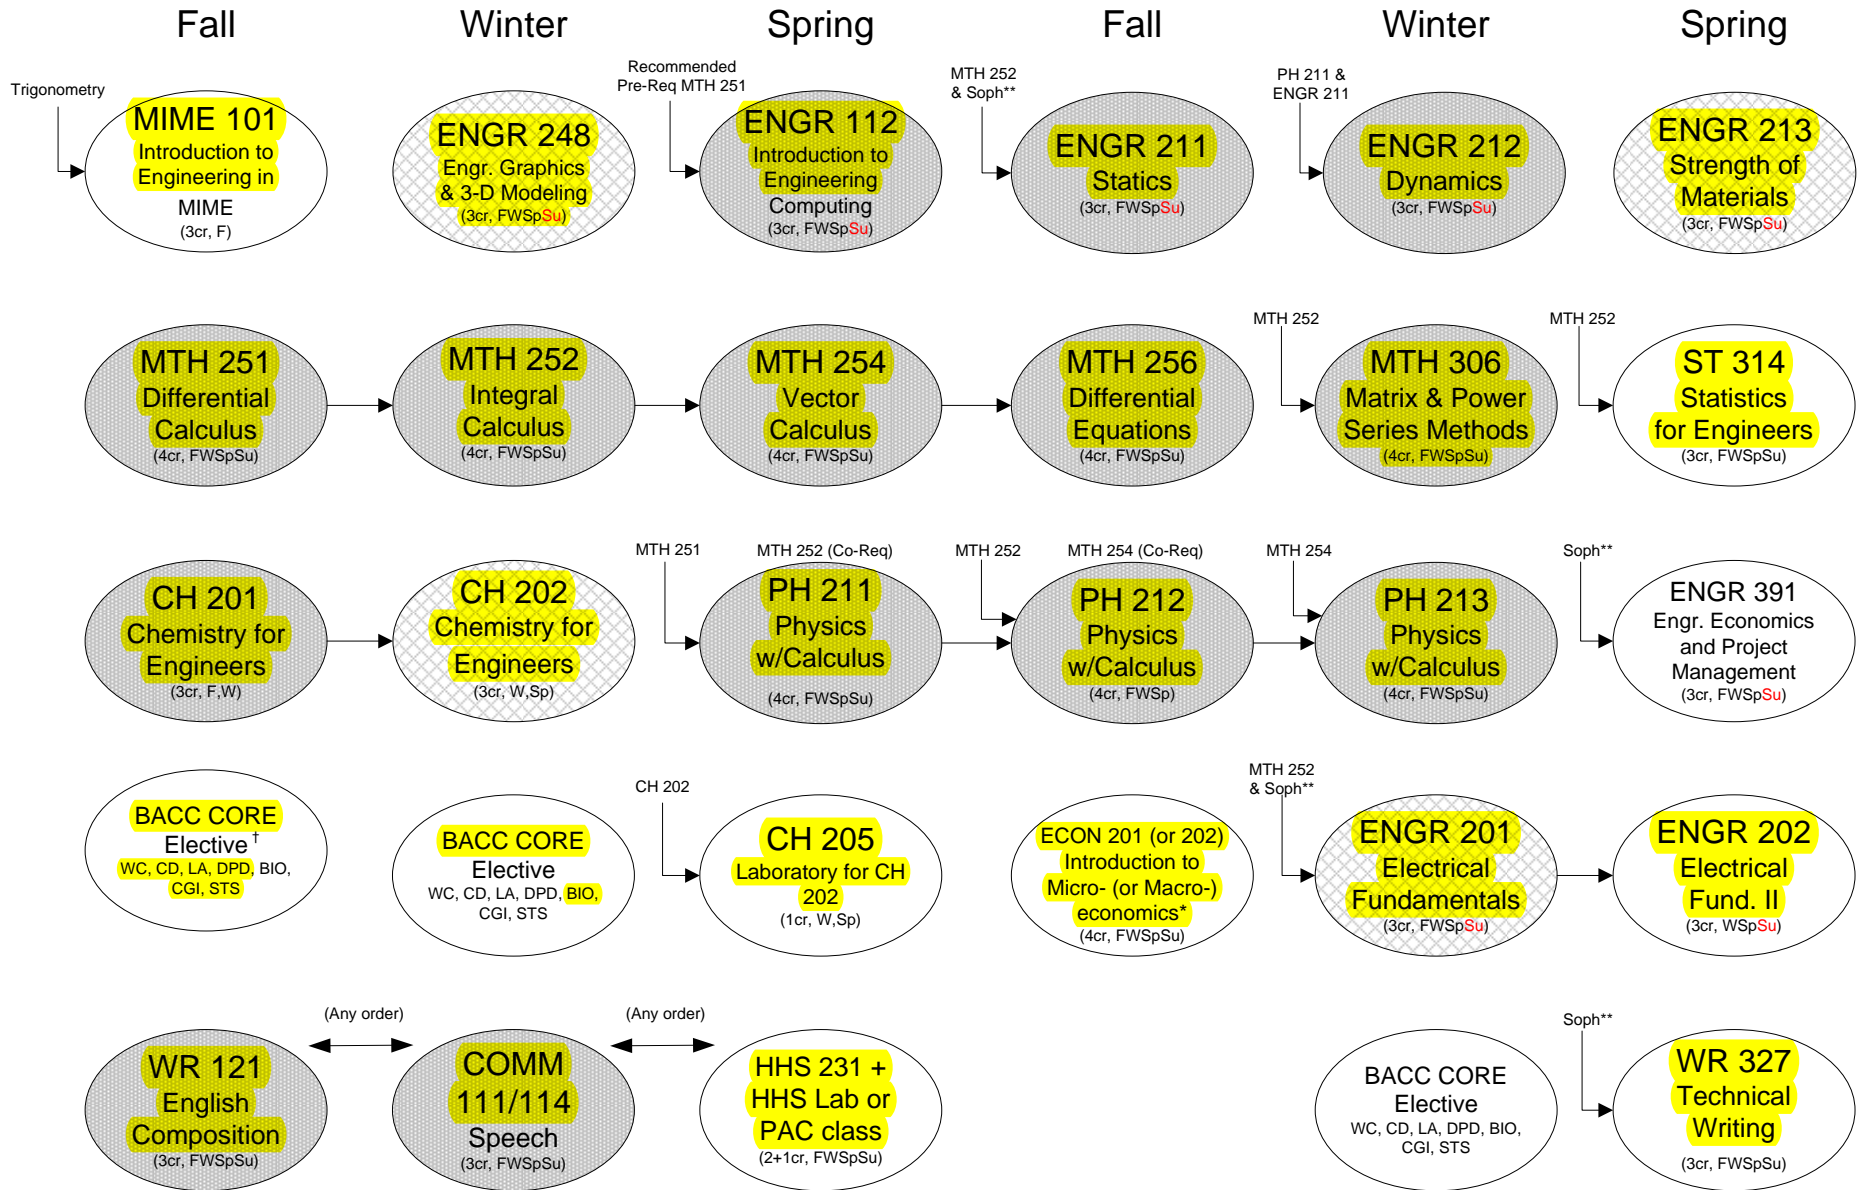 Fall
Winter
Spring
Fall
Winter
Spring
Trigonometry
MIME 101
Introduction to
Engineering in
MIME
(3cr, F)
ENGR 248
Engr. Graphics
& 3-D Modeling
(3cr, FWSpSu)
Recommended
Pre-Req MTH 251
ENGR 112
Introduction to
Engineering
Computing
(3cr, FWSpSu)
MTH 252
& Soph**
ENGR 211
Statics
(3cr, FWSpSu)
PH 211 &
ENGR 211
ENGR 212
Dynamics
(3cr, FWSpSu)
ENGR 213
Strength of
Materials
(3cr, FWSpSu)
MTH 251
Differential
Calculus
(4cr, FWSpSu)
MTH 252
Integral
Calculus
(4cr, FWSpSu)
MTH 254
Vector
Calculus
(4cr, FWSpSu)
MTH 256
Differential
Equations
(4cr, FWSpSu)
MTH 252
MTH 306
Matrix & Power
Series Methods
(4cr, FWSpSu)
MTH 252
ST 314
Statistics
for Engineers
(3cr, FWSpSu)
CH 201
Chemistry for
Engineers
(3cr, F,W)
CH 202
Chemistry for
Engineers
(3cr, W,Sp)
MTH 251
MTH 252 (Co-Req)
PH 211
Physics
w/Calculus
(4cr, FWSpSu)
MTH 252
MTH 254 (Co-Req)
PH 212
Physics
w/Calculus
(4cr, FWSp)
MTH 254
PH 213
Physics
w/Calculus
(4cr, FWSpSu)
Soph**
ENGR 391
Engr. Economics
and Project
Management
(3cr, FWSpSu)
BACC CORE
Elective†
WC, CD, LA, DPD, BIO,
CGI, STS
BACC CORE
Elective
WC, CD, LA, DPD, BIO,
CGI, STS
CH 202
CH 205
Laboratory for CH
202
(1cr, W,Sp)
ECON 201 (or 202)
Introduction to
Micro- (or Macro-)
economics*
(4cr, FWSpSu)
MTH 252
& Soph**
ENGR 201
Electrical
Fundamentals
(3cr, FWSpSu)
ENGR 202
Electrical
Fund. II
(3cr, WSpSu)
WR 121
English
Composition
(3cr, FWSpSu)
(Any order)
COMM
111/114
Speech
(3cr, FWSpSu)
(Any order)
HHS 231 +
HHS Lab or
PAC class
(2+1cr, FWSpSu)
BACC CORE
Elective
WC, CD, LA, DPD, BIO,
CGI, STS
Soph**
WR 327
Technical
Writing
(3cr, FWSpSu)